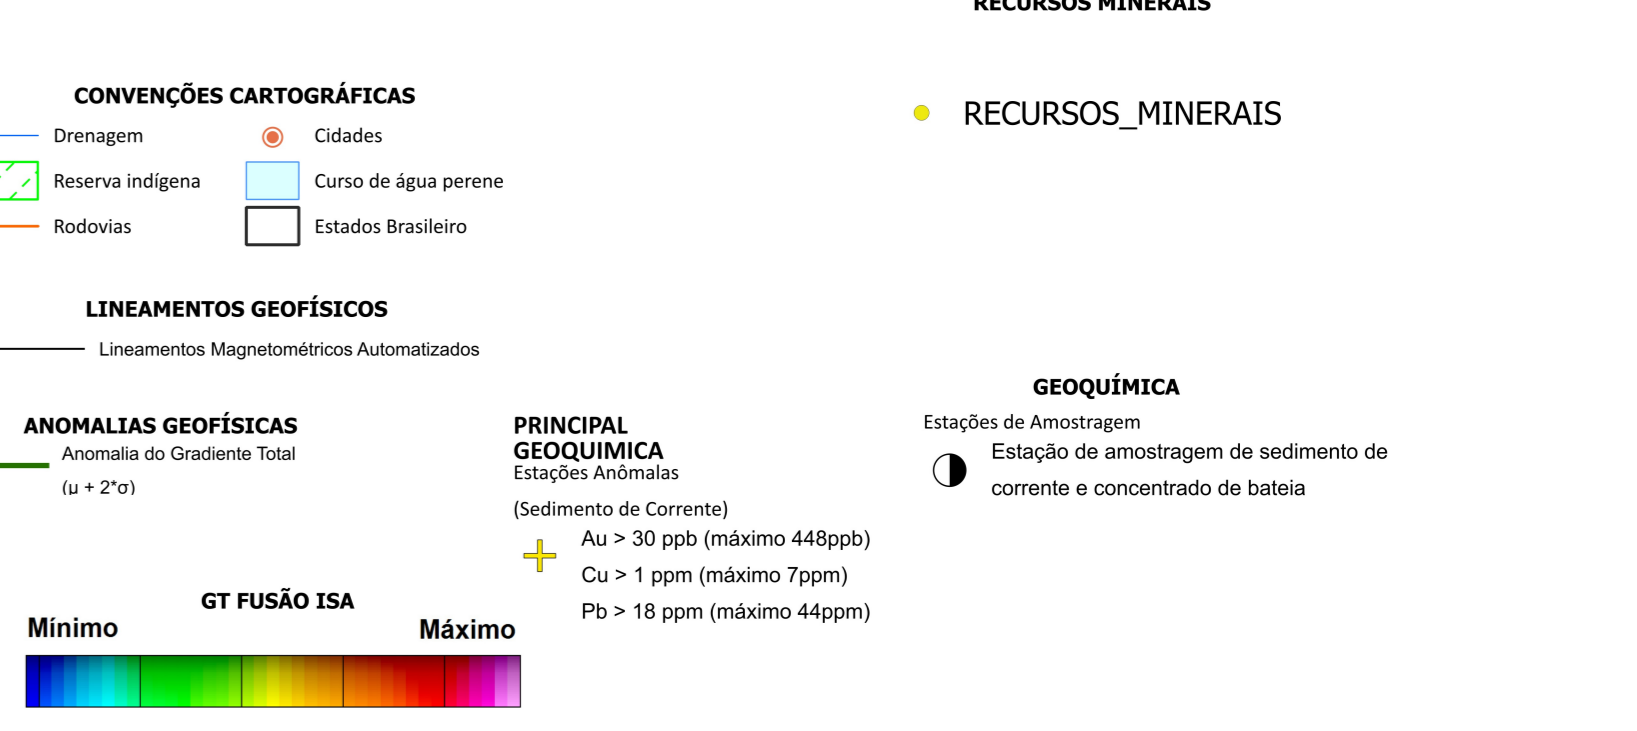 RECURSOS MINERAIS
CONVENÇÕES CARTOGRÁFICAS
Drenagem
Cidades
Reserva indígena
Curso de água perene
Rodovias
Estados Brasileiro
RECURSOS_MINERAIS
LINEAMENTOS GEOFÍSICOS
Lineamentos Magnetométricos Automatizados
ANOMALIAS GEOFÍSICAS
Anomalia do Gradiente Total
(μ + 2*σ)
PRINCIPAL
GEOQUIMICA
Estações Anômalas
(Sedimento de Corrente)
Au > 30 ppb (máximo 448ppb)
Cu > 1 ppm (máximo 7ppm)
Pb > 18 ppm (máximo 44ppm)
GEOQUÍMICA
Estações de Amostragem
Estação de amostragem de sedimento de
corrente e concentrado de bateia
GT FUSÃO ISA
Mínimo
Máximo